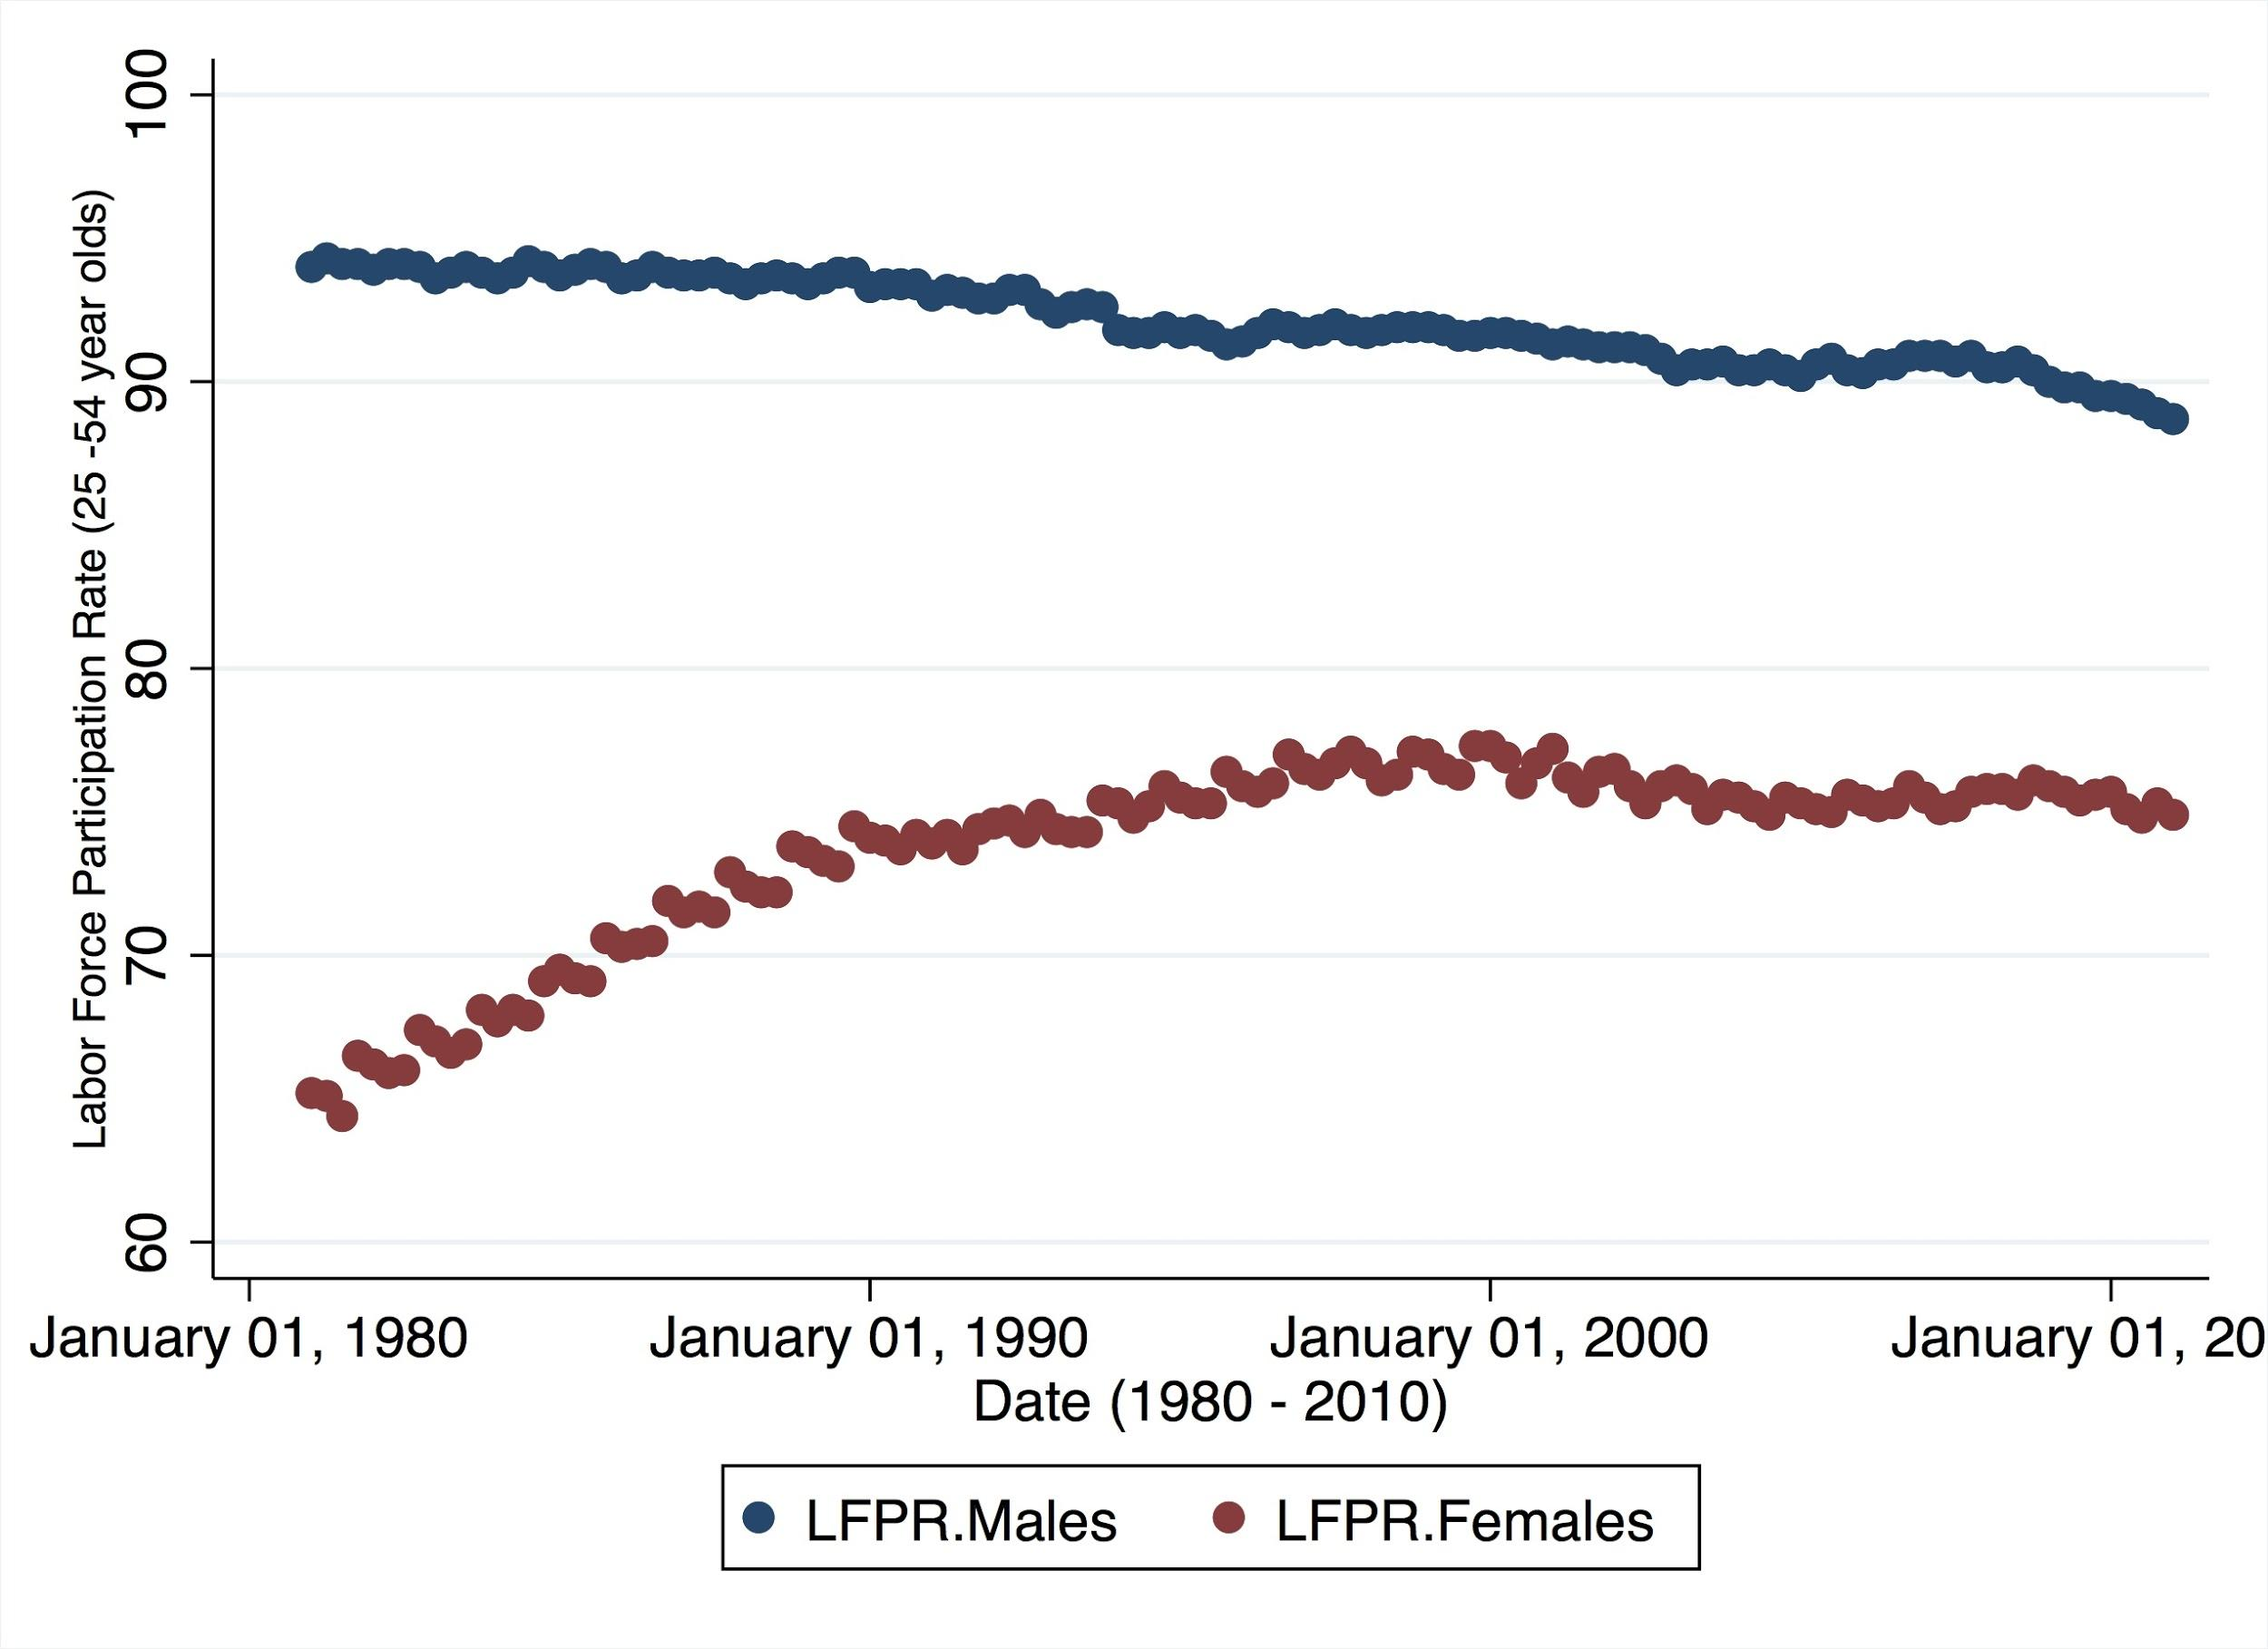 Labor Force Participation Rate (25 -54 year olds)
100
90
80
70
60
January 01, 1980 January 01, 1990 January 01, 2000 January 01, 20
Date (1980 - 2010)
LFPR.Males LFPR.Females